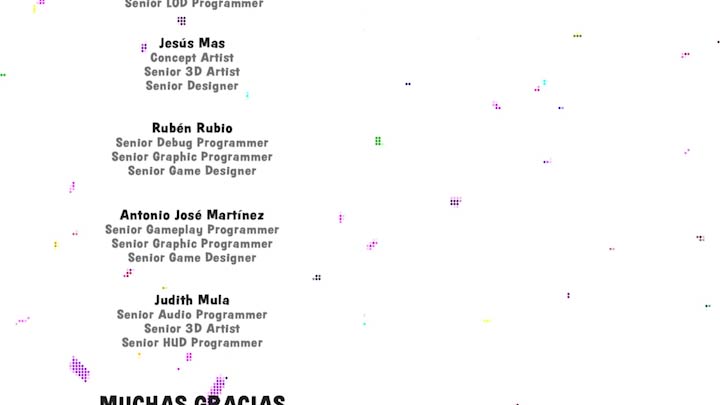 Senior LOD Programmer
Jesús Mas
Concept Artist
Senior 3D Artist
Senior Designer
Rubén Rubio
Senior Debug Programmer
Senior Graphic Programmer
Senior Game Designer
Antonio José Martínez
Senior Gameplay Programmer
Senior Graphic Programmer
Senior Game Designer
Judith Mula
Senior Audio Programmer
Senior 3D Artist
Senior HUD Programmer
MUCHAS GRACIAS